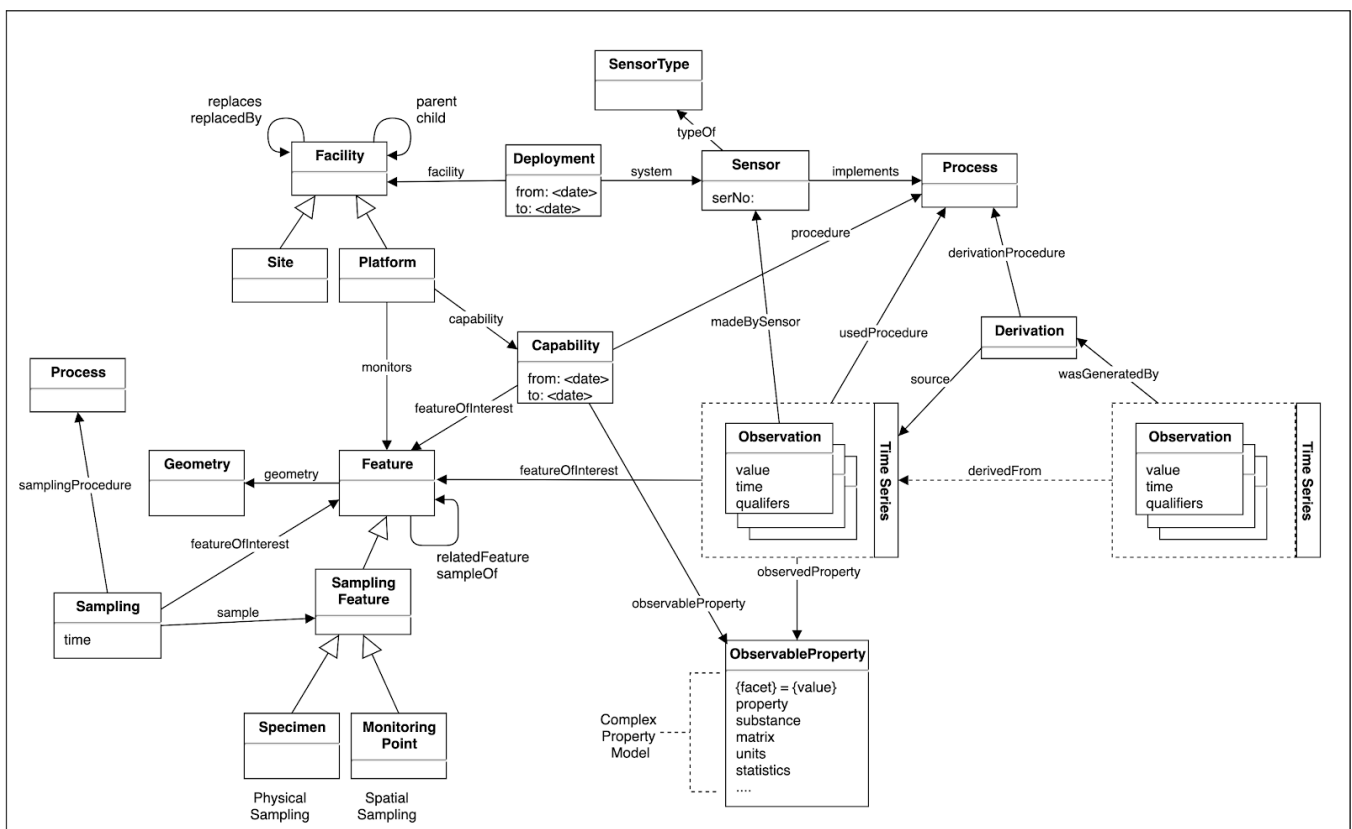 SensorType
replaces
replacedBy
parent
child
typeOf
Facility
Deployment
from: <date>
to: <date>
facility
system
Sensor
serNo:
implements
Process
procedure
derivationProcedure
Site
Platform
capability
madeBySensor
usedProcedure
Derivation
Capability
from: <date>
to: <date>
monitors
Process
source
wasGeneratedBy
featureOfInterest
Observation
value
time
qualifers
Time Series
Observation
value
time
qualifiers
Time Series
Geometry
geometry
Feature
featureOfInterest
derivedFrom
samplingProcedure
featureOfInterest
relatedFeature
sampleOf
observedProperty
Sampling
time
sample
Sampling
Feature
observableProperty
ObservableProperty
{facet} = {value}
property
substance
matrix
units
statistics
....
Complex
Property
Model
Specimen
Monitoring
Point
Physical
Sampling
Spatial
Sampling